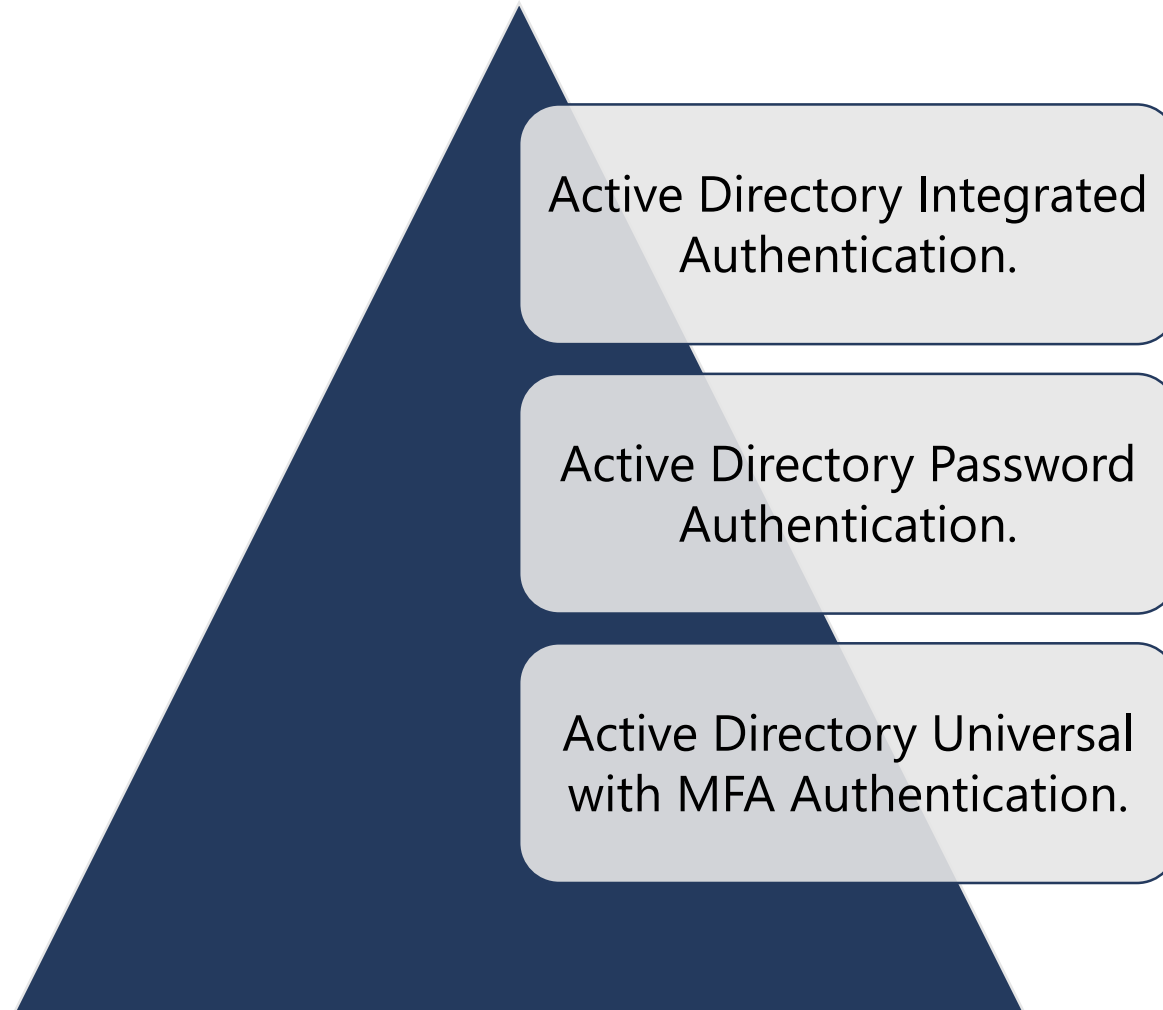 Active Directory Integrated
Authentication.
Active Directory Password
Authentication.
Active Directory Universal
with MFA Authentication.